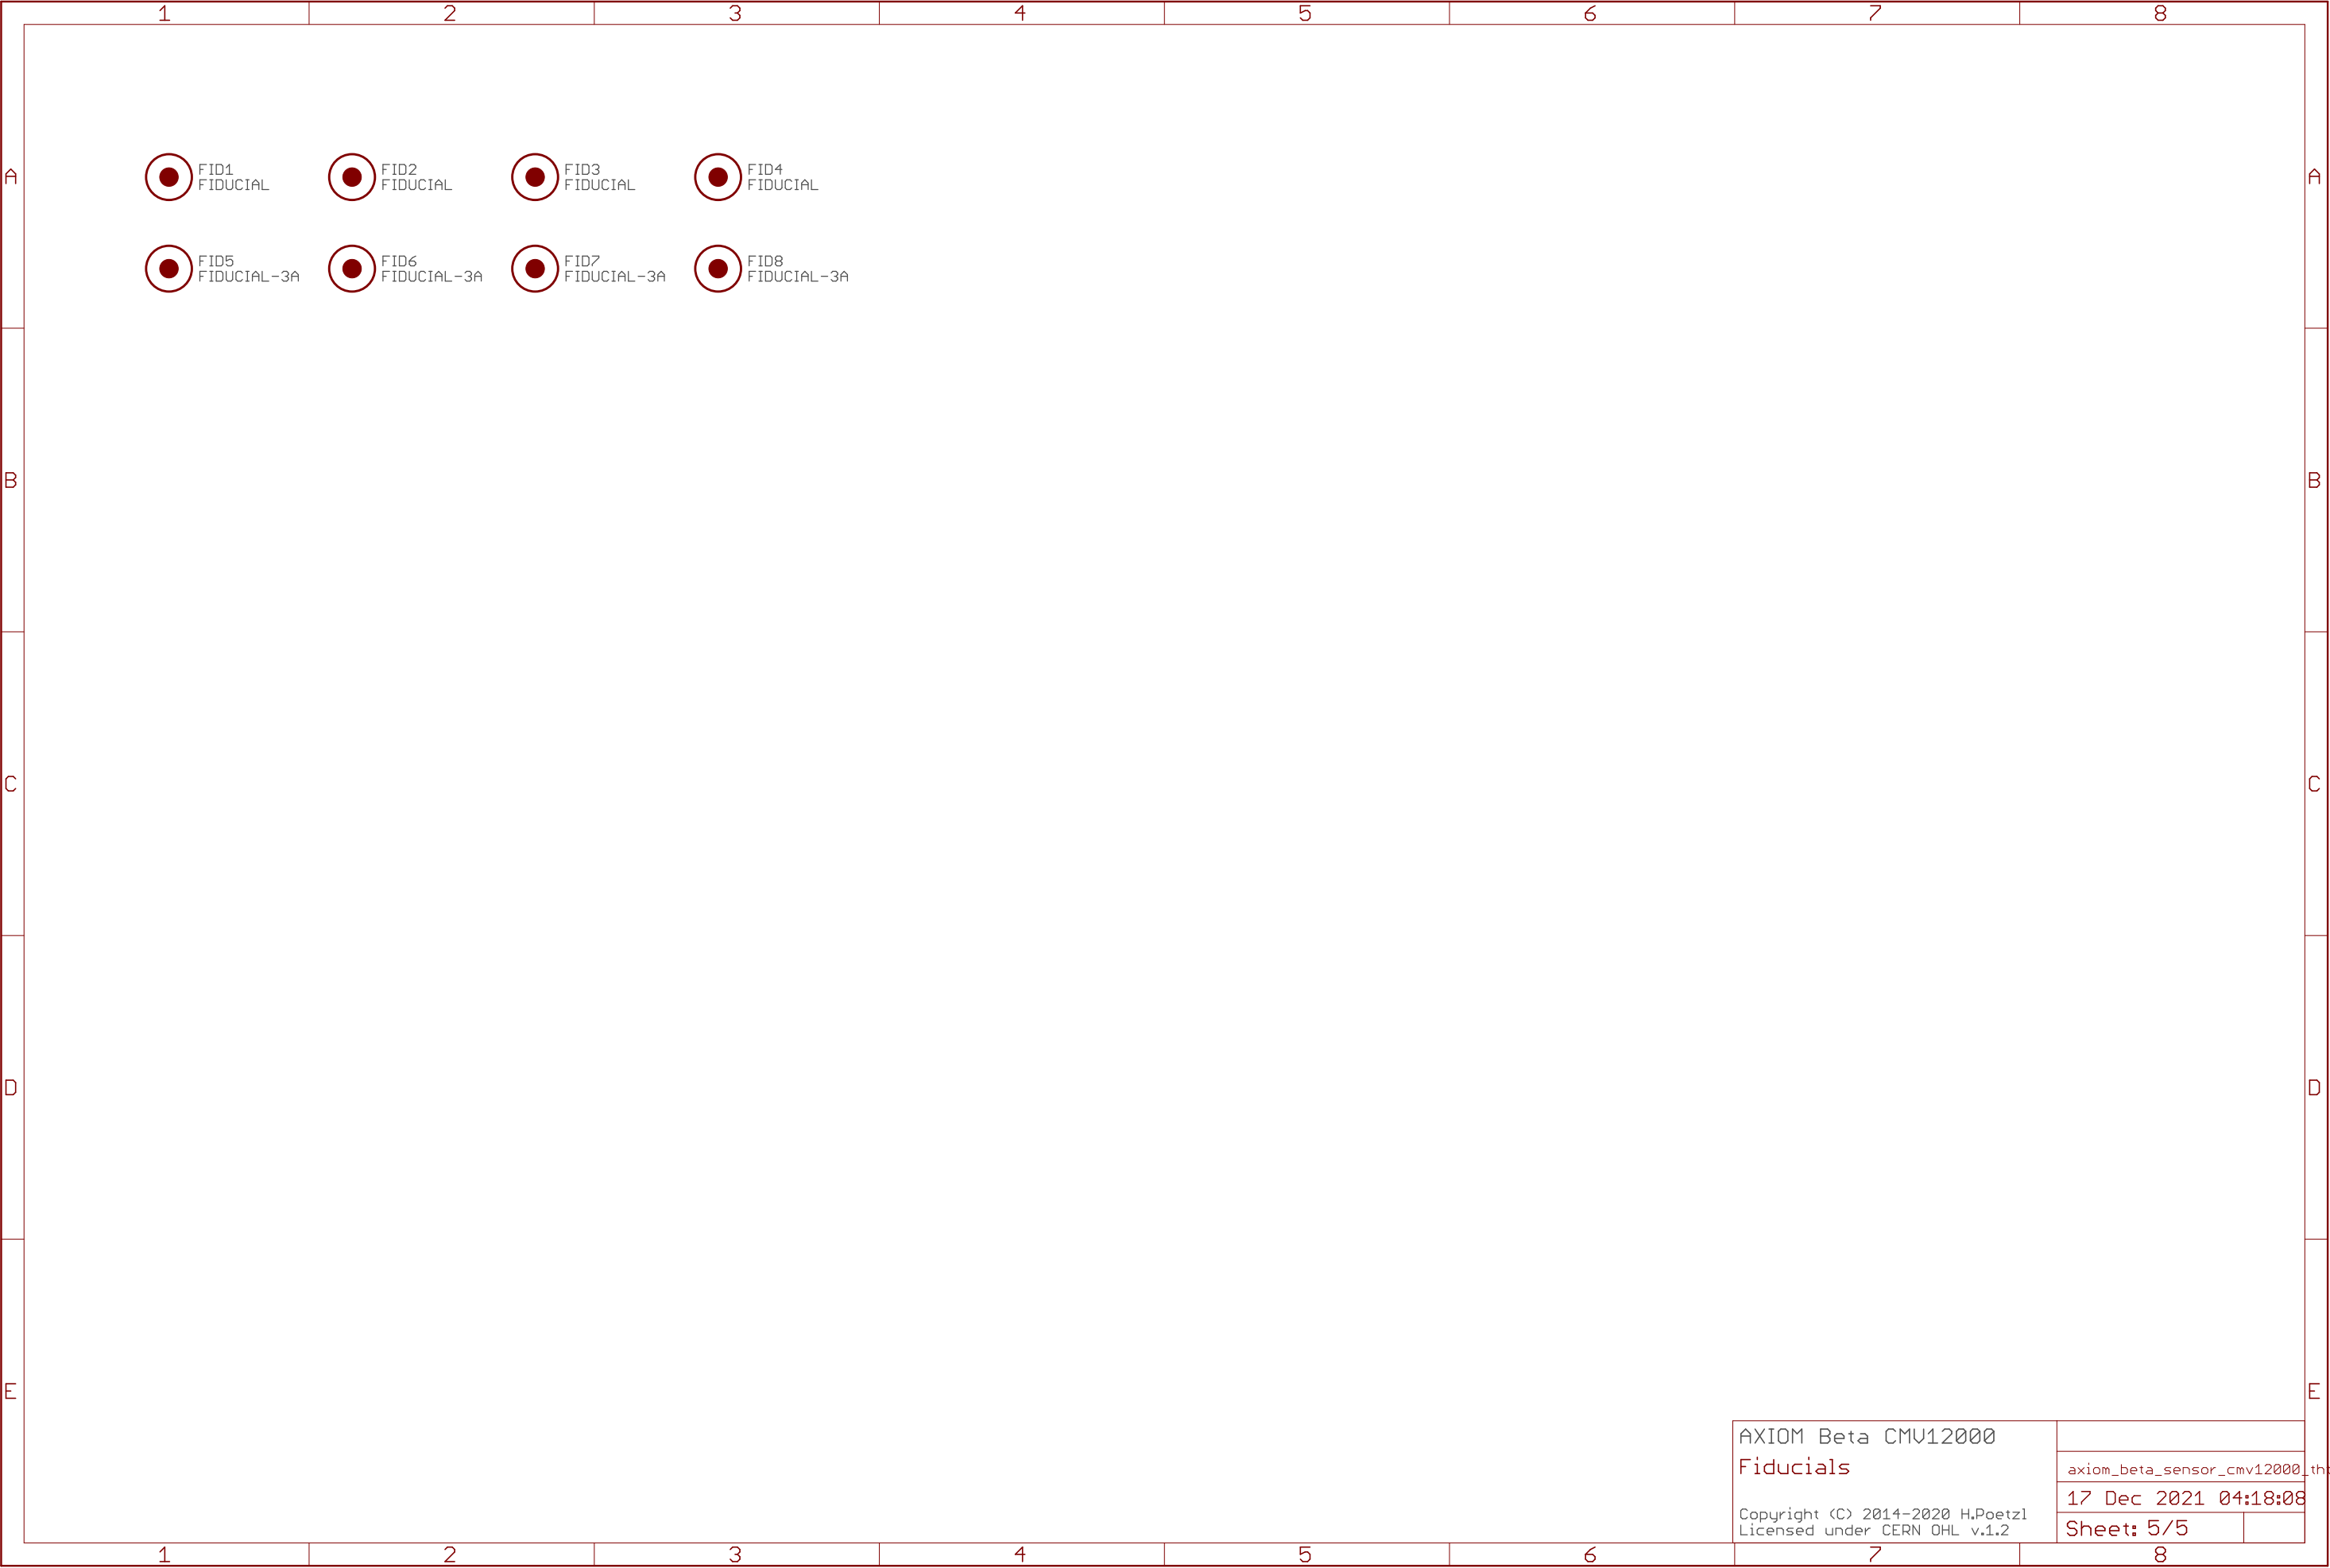 1 2 3 4 5 6 7 8
A A
FID1 FID2 FID3 FID4
FIDUCIAL FIDUCIAL FIDUCIAL FIDUCIAL
FID5 FID6 FID7 FID8
FIDUCIAL-3A FIDUCIAL-3A FIDUCIAL-3A FIDUCIAL-3A
B B
C C
D D
E E
AXIOM Beta CMV12000
Fiducials
Copyright (C) 2014-2020 H.Poetzl
Licensed under CERN OHL v.1.2
17 Dec 2021 04:18:08
Sheet: 5/5
1 2 3 4 5 6 7 8